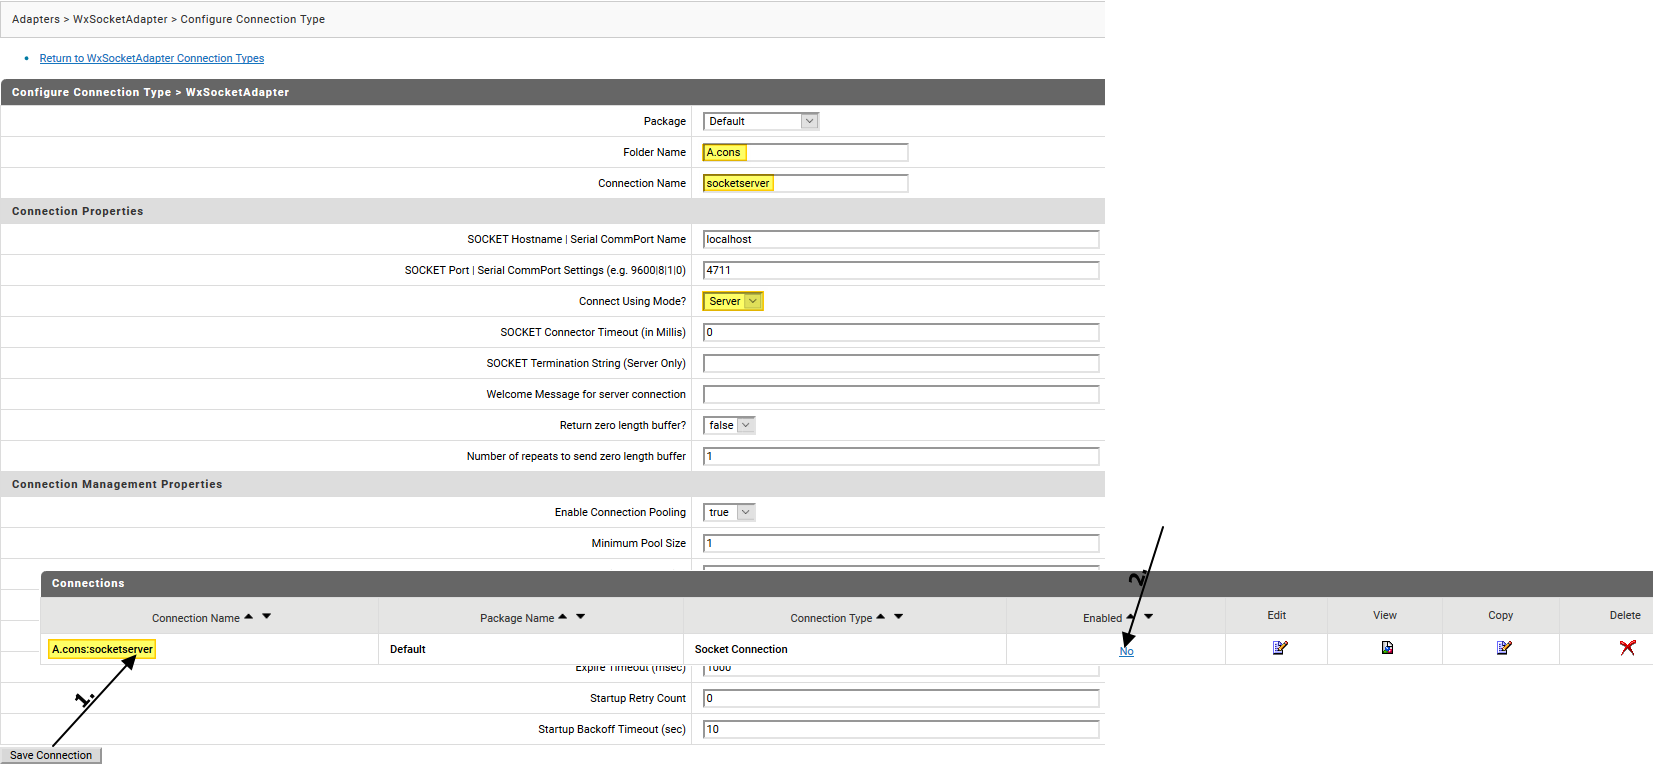 Adapters > WxSocketAdapter > Configure Connection Type
Return to WxSocketAdapter Connection Types
Configure Connection Type > WxSocketAdapter
Package Default
Folder Name A.cons
Connection Name socketserver
Connection Properties
SOCKET Hostname | Serial CommPort Name localhost
SOCKET Port | Serial CommPort Settings (e.g. 9600|8|1|0) 4711
Connect Using Mode? Server
SOCKET Connector Timeout (in Millis) 0
SOCKET Termination String (Server Only)
Welcome Message for server connection
Return zero length buffer? false
Number of repeats to send zero length buffer 1
Connection Management Properties
Enable Connection Pooling true
Minimum Pool Size 1
2.
Connections
Connection Name Package Name Connection Type Enabled Edit View Copy Delete
A.cons:socketserver Default Socket Connection No
Expire Timeout (msec) 1000
1.
Startup Retry Count 0
Startup Backoff Timeout (sec) 10
Save Connection